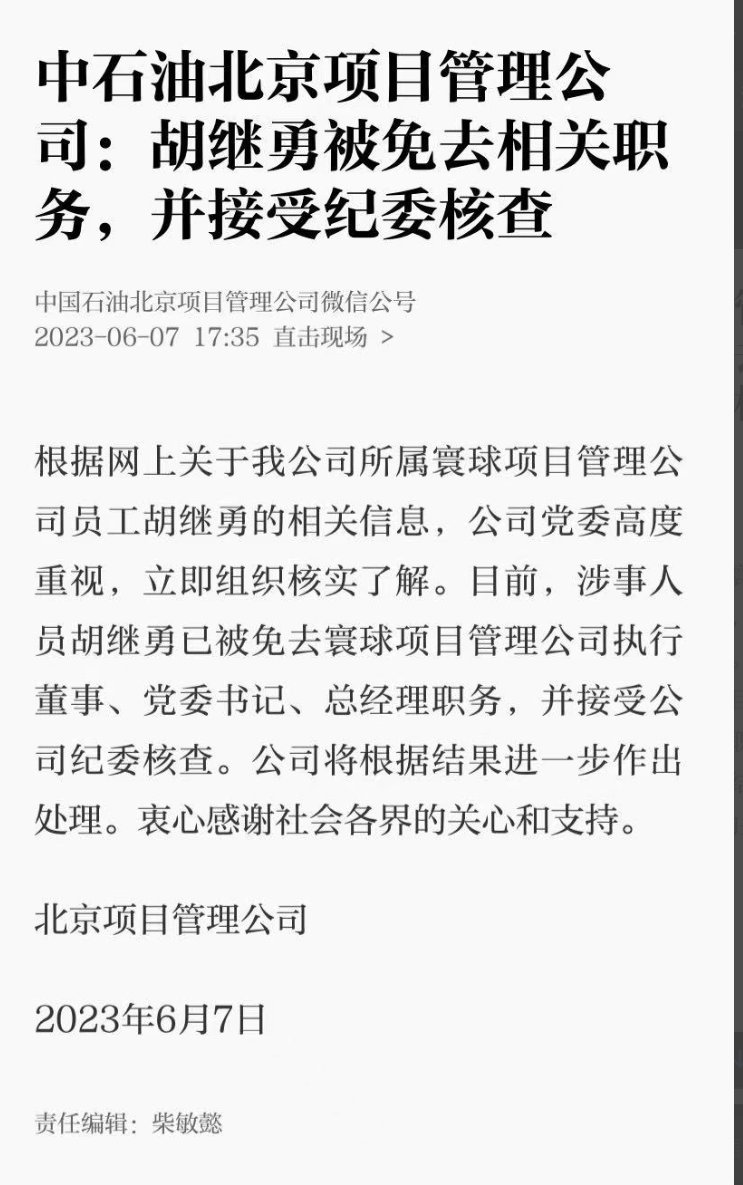 中石油北京项目管理公
司：胡继勇被免去相关职
务，并接受纪委核查
中国石油北京项目管理公司微信公号
2023-06-07 17:35 直击现场 >
根据网上关于我公司所属寰球项目管理公
司员工胡继勇的相关信息，公司党委高度
重视，立即组织核实了解。目前，涉事人
员胡继勇已被免去寰球项目管理公司执行
董事、党委书记、总经理职务，并接受公
司纪委核查。公司将根据结果进一步作出
处理。衷心感谢社会各界的关心和支持。
北京项目管理公司
2023年6月7日
责任编辑：柴敏懿